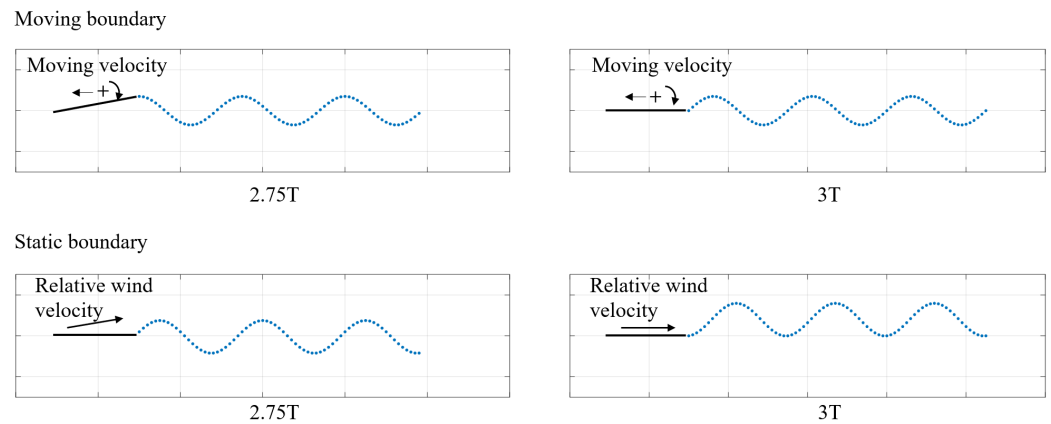 Moving boundary
Moving velocity
+
Moving velocity
+
2.75T
3T
Static boundary
Relative wind
velocity
Relative wind
velocity
2.75T
3T